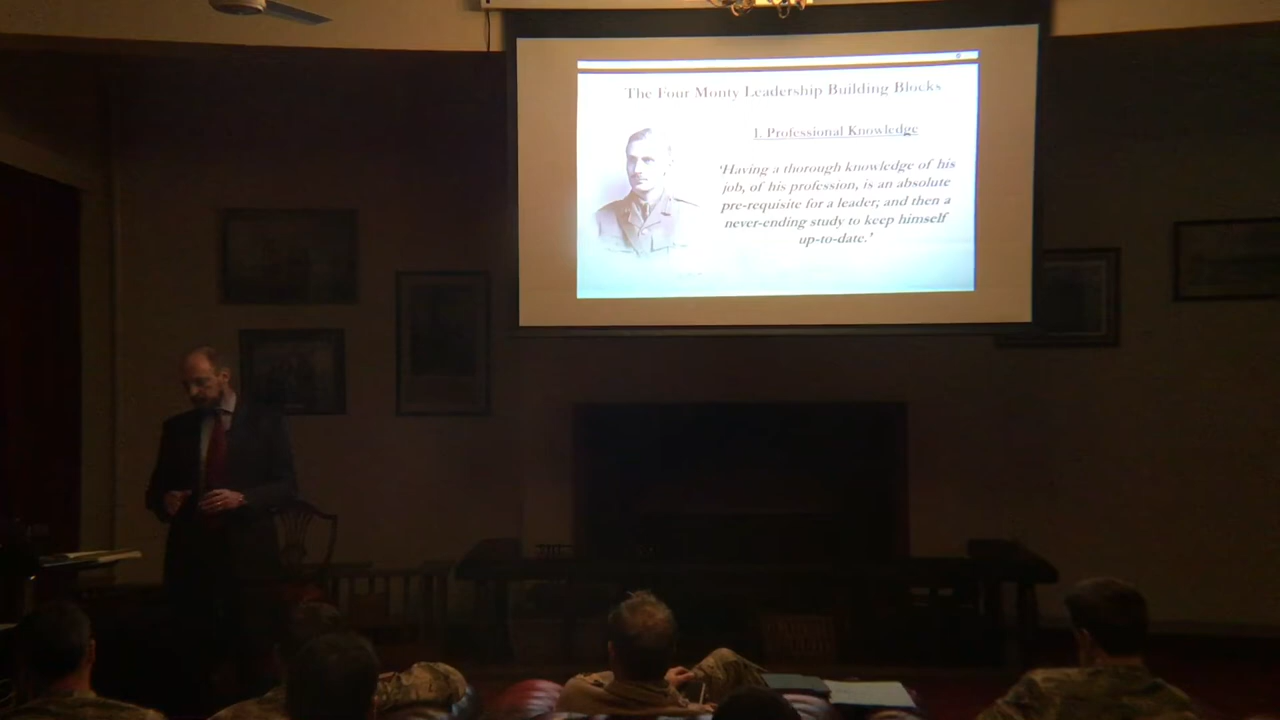 The Four Monty Leadership Building Blocks
1. Professional Knowledge
'Having a thorough knowledge of his
job, of his profession, is an absolute
pre-requisite for a leader; and then a
never-ending study to keep himself
up-to-date.'